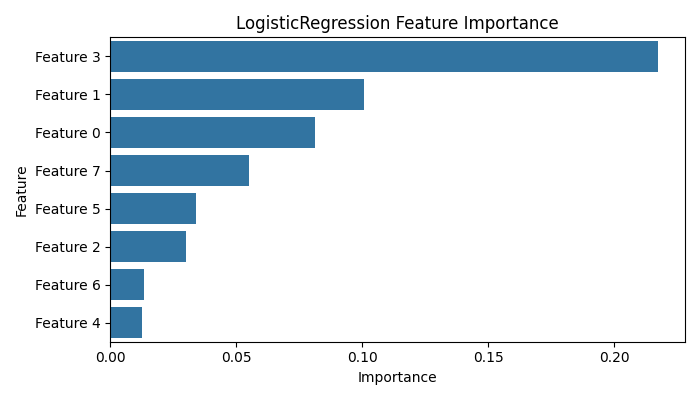 LogisticRegression Feature Importance
Feature 3
Feature 1
Feature 0
Feature 7
Feature 5
Feature 2
Feature 6
Feature 4
Feature
0.00 0.05 0.10 0.15 0.20
Importance